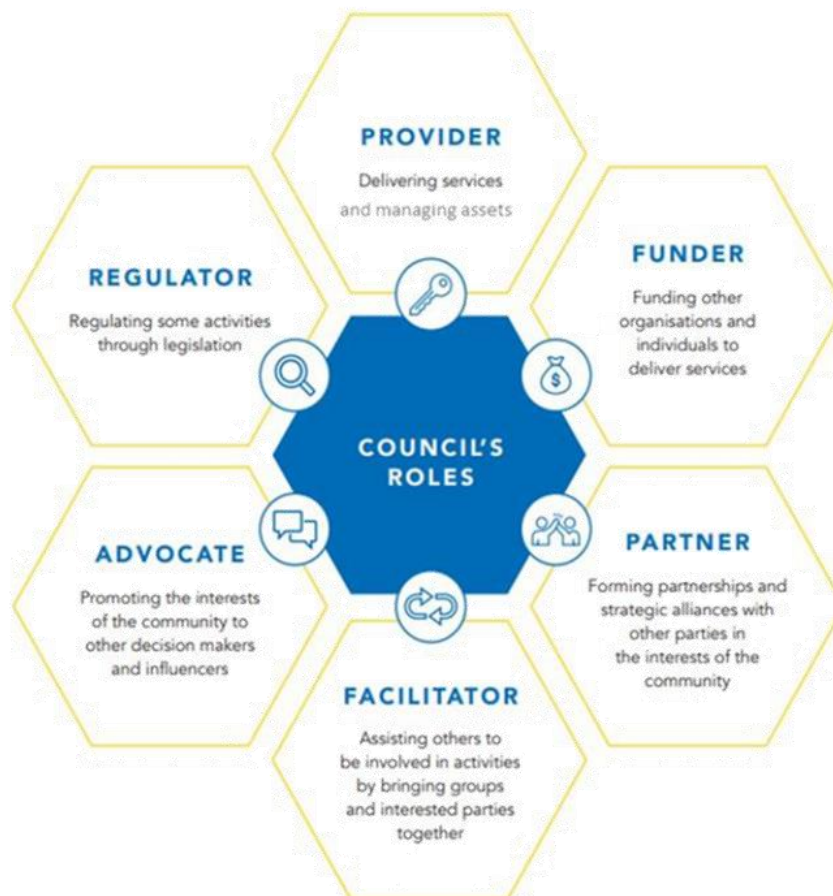 PROVIDER
Delivering services
and managing assets
FUNDER
Funding other
organisations and
individuals to
deliver services
PARTNER
Forming partnerships and
strategic alliances with
other parties in
the interests of the
community
FACILITATOR
Assisting others to
be involved in activities
by bringing groups
and interested parties
together
ADVOCATE
Promoting the interests
of the community to
other decision makers
and influencers
REGULATOR
Regulating some activities
through legislation
COUNCIL'S
ROLES
$